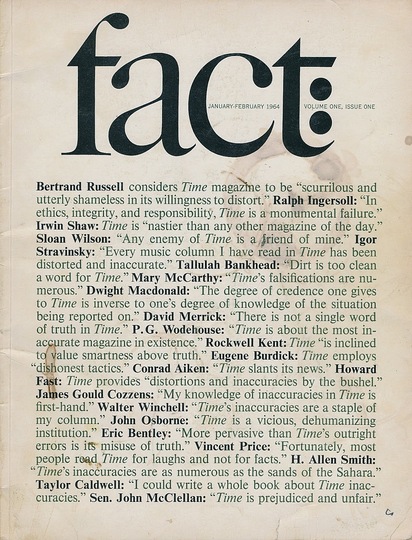 fact:
JANUARY-FEBRUARY 1964 VOLUME ONE, ISSUE ONE
Bertrand Russell considers Time magazine to be “scurrilous and
utterly shameless in its willingness to distort.” Ralph Ingersoll: “In
ethics, integrity, and responsibility, Time is a monumental failure.”
Irwin Shaw: Time is “nastier than any other magazine of the day.”
Sloan Wilson: “Any enemy of Time is a friend of mine.” Igor
Stravinsky: “Every music column I have read in Time has been
distorted and inaccurate.” Tallulah Bankhead: “Dirt is too clean
a word for Time.” Mary McCarthy: “Time’s falsifications are nu-
merous.” Dwight Macdonald: “The degree of credence one gives
to Time is inverse to one’s degree of knowledge of the situation
being reported on.” David Merrick: “There is not a single word
of truth in Time.” P. G. Wodehouse: “Time is about the most in-
accurate magazine in existence.” Rockwell Kent: Time “is inclined
to value smartness above truth.” Eugene Burdick: Time employs
“dishonest tactics.” Conrad Aiken: “Time slants its news.” Howard
Fast: Time provides “distortions and inaccuracies by the bushel.”
James Gould Cozzens: “My knowledge of inaccuracies in Time is
first-hand.” Walter Winchell: “Time’s inaccuracies are a staple of
my column.” John Osborne: “Time is a vicious, dehumanizing
institution.” Eric Bentley: “More pervasive than Time’s outright
errors is its misuse of truth.” Vincent Price: “Fortunately, most
people read Time for laughs and not for facts.” H. Allen Smith:
“Time’s inaccuracies are as numerous as the sands of the Sahara.”
Taylor Caldwell: “I could write a whole book about Time inac-
curacies.” Sen. John McClellan: “Time is prejudiced and unfair.”